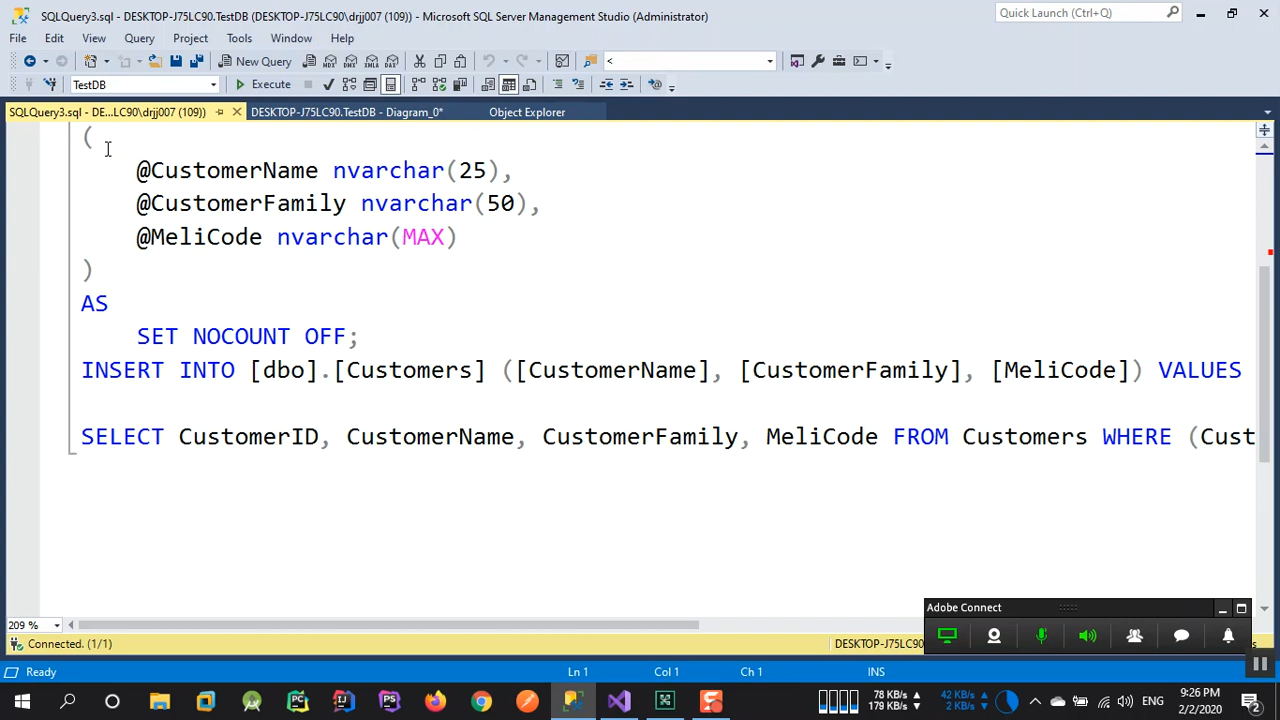 SQLQuery3.sql - DESKTOP-J75LC90.TestDB (DESKTOP-J75LC90\drjj007 (109)) - Microsoft SQL Server Management Studio (Administrator)
Quick Launch (Ctrl+Q)
File Edit View Query Project Tools Window Help
New Query
<
TestDB
Execute
SQLQuery3.sql - DE...LC90\drjj007 (109))
DESKTOP-J75LC90.TestDB - Diagram_0*
Object Explorer
(
@CustomerName nvarchar(25),
@CustomerFamily nvarchar(50),
@MeliCode nvarchar(MAX)
)
AS
SET NOCOUNT OFF;
INSERT INTO [dbo].[Customers] ([CustomerName], [CustomerFamily], [MeliCode]) VALUES
SELECT CustomerID, CustomerName, CustomerFamily, MeliCode FROM Customers WHERE (Cust
209 %
Adobe Connect
Connected. (1/1)
DESKTOP-J75LC90
Ready
Ln 1
Col 1
Ch 1
INS
78 KB/s
179 KB/s
42 KB/s
2 KB/s
ENG
9:26 PM
2/2/2020
2